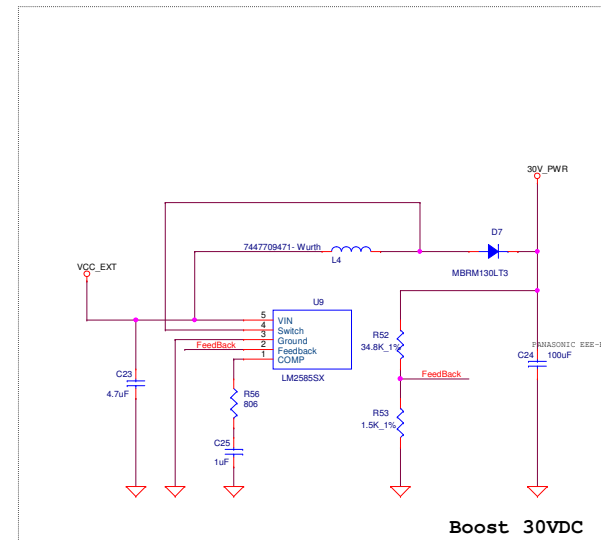 30V_PWR
D7
7447709471- Wurth
L4
MBRM130LT3
VCC_EXT
U9
5 VIN
4 Switch
3 Ground
FeedBack 2 Feedback
1 COMP
LM2585SX
R52
34.8K_1%
PANASONIC EEE-
C24 100uF
FeedBack
C23
4.7uF
R56
806
R53
1.5K_1%
C25
1uF
Boost 30VDC